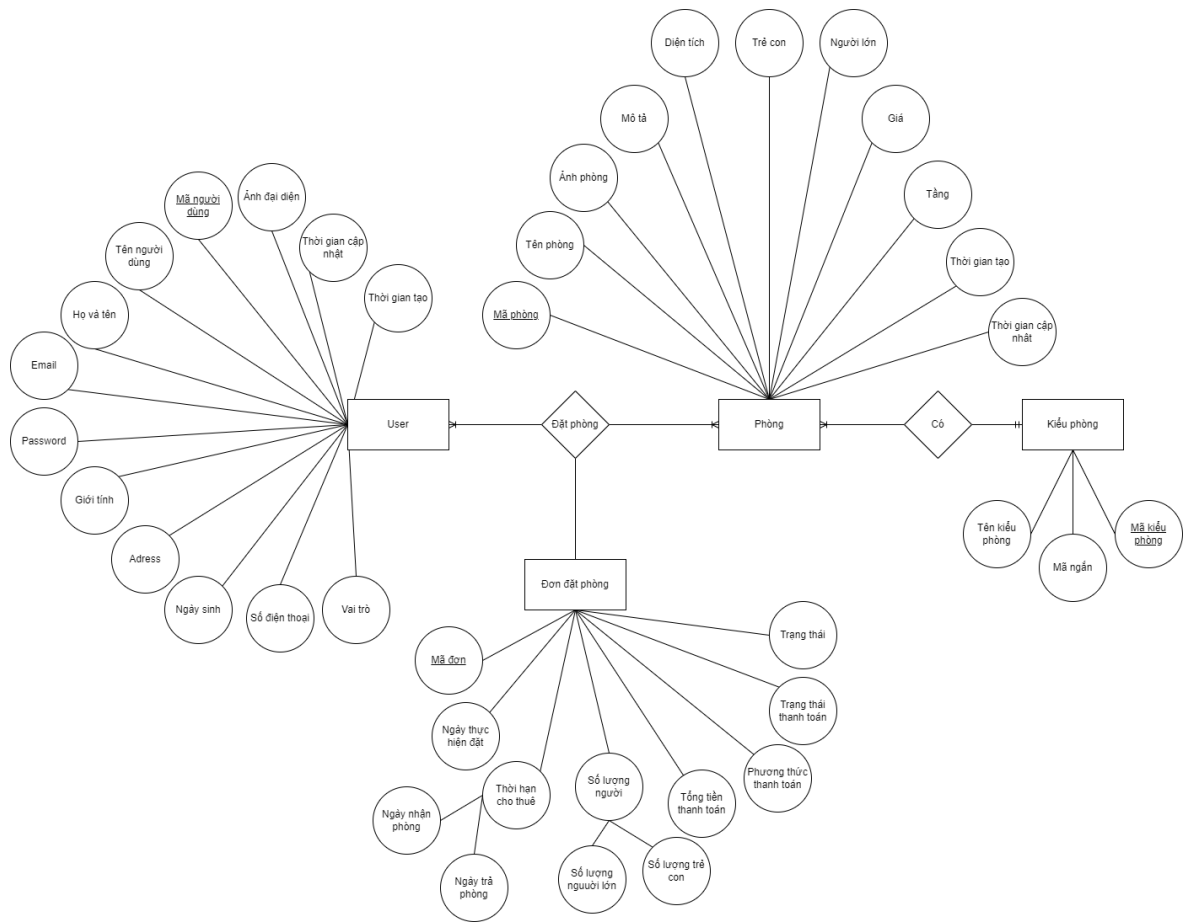 Diện tích
Trẻ con
Người lớn
Mô tả
Giá
Ảnh phòng
Tầng
Tên phòng
Thời gian tạo
Mã phòng
Thời gian cập
nhât
Mã người
dùng
Ảnh đại diện
Tên người
dùng
Thời gian cập
nhật
Thời gian tạo
Họ và tên
Email
Password
Giới tính
Adress
Ngày sinh
Số điện thoại
Vai trò
User
Đặt phòng
Phòng
Có
Kiểu phòng
Tên kiểu
phòng
Mã ngắn
Mã kiểu
phòng
Đơn đặt phòng
Mã đơn
Ngày thực
hiện đặt
Thời hạn
cho thuê
Ngày nhận
phòng
Ngày trả
phòng
Số lượng
người
Số lượng
nguười lớn
Số lượng trẻ
con
Tổng tiền
thanh toán
Phương thức
thanh toán
Trạng thái
thanh toán
Trạng thái